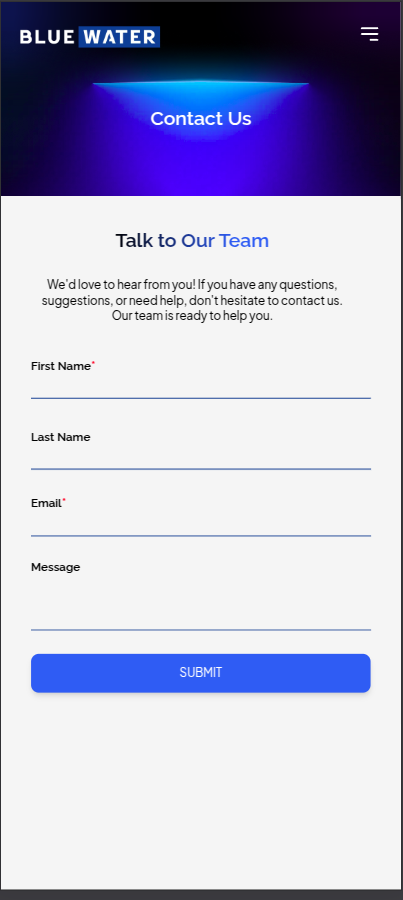 BLUE WATER
Contact Us
Talk to Our Team
We'd love to hear from you! If you have any questions,
suggestions, or need help, don't hesitate to contact us.
Our team is ready to help you.
First Name*
Last Name
Email*
Message
SUBMIT